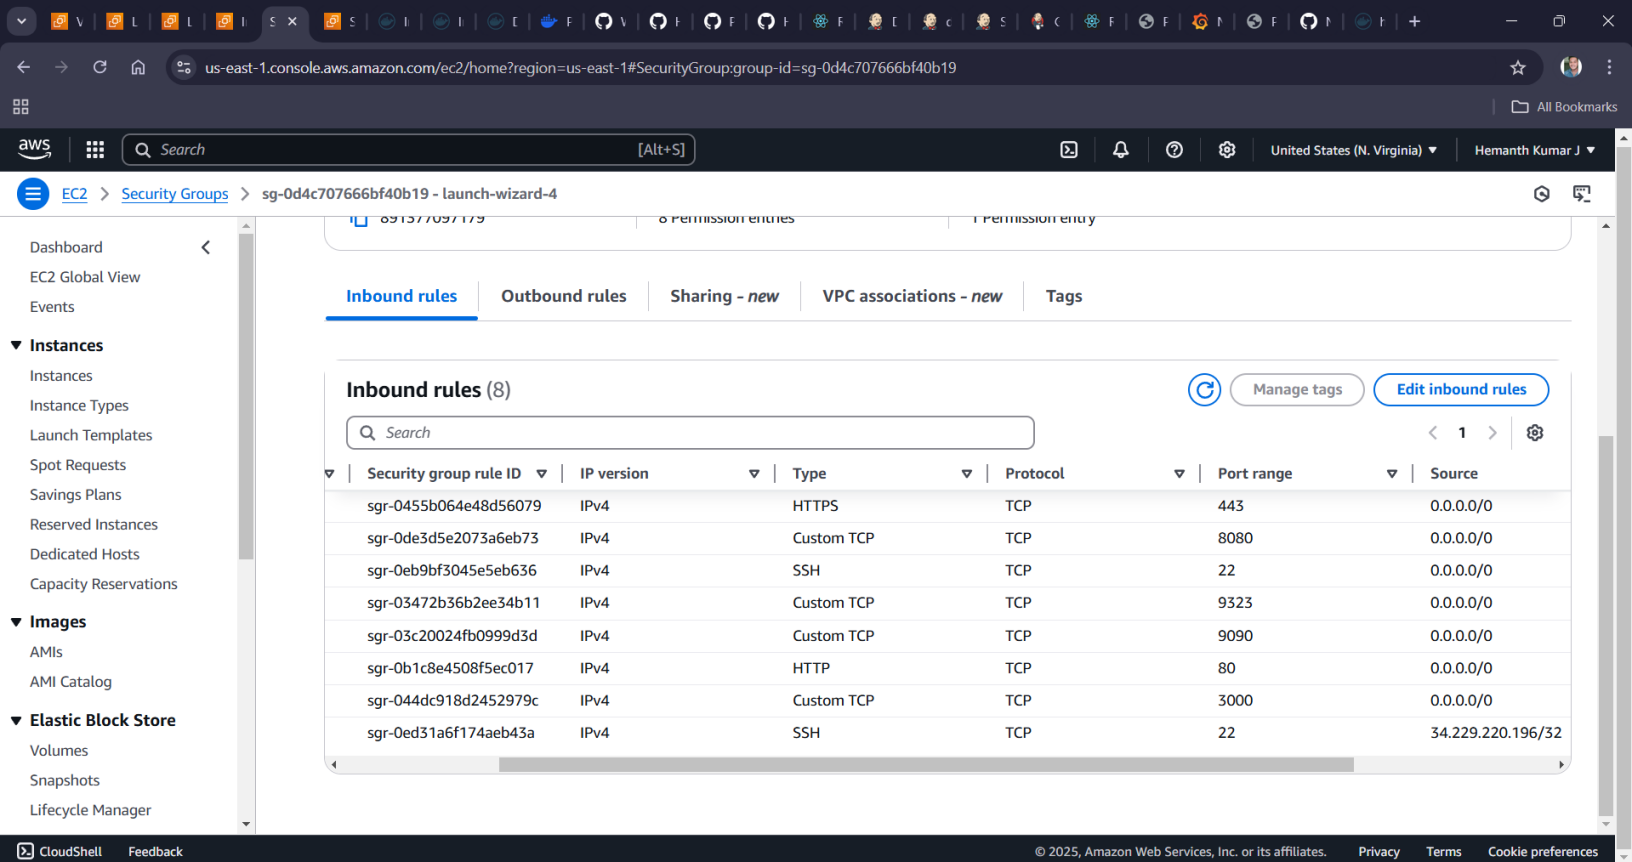 us-east-1.console.aws.amazon.com/ec2/home?region=us-east-1#SecurityGroup:group-id=sg-0d4c707666bf40b19
All Bookmarks
aws
Search [Alt+S]
United States (N. Virginia)
Hemanth Kumar J
EC2 > Security Groups > sg-0d4c707666bf40b19 - launch-wizard-4
891377097179 8 Permission entries 1 Permission entry
Dashboard
EC2 Global View
Events
Instances
Instances
Instance Types
Launch Templates
Spot Requests
Savings Plans
Reserved Instances
Dedicated Hosts
Capacity Reservations
Images
AMIs
AMI Catalog
Elastic Block Store
Volumes
Snapshots
Lifecycle Manager
Inbound rules Outbound rules Sharing - new VPC associations - new Tags
Inbound rules (8)
Manage tags
Edit inbound rules
Search
1
Security group rule ID IP version Type Protocol Port range Source
sgr-0455b064e48d56079 IPv4 HTTPS TCP 443 0.0.0.0/0
sgr-0de3d5e2073a6eb73 IPv4 Custom TCP TCP 8080 0.0.0.0/0
sgr-0eb9bf3045e5eb636 IPv4 SSH TCP 22 0.0.0.0/0
sgr-03472b36b2ee34b11 IPv4 Custom TCP TCP 9323 0.0.0.0/0
sgr-03c20024fb0999d3d IPv4 Custom TCP TCP 9090 0.0.0.0/0
sgr-0b1c8e4508f5ec017 IPv4 HTTP TCP 80 0.0.0.0/0
sgr-044dc918d2452979c IPv4 Custom TCP TCP 3000 0.0.0.0/0
sgr-0ed31a6f174aeb43a IPv4 SSH TCP 22 34.229.220.196/32
CloudShell Feedback
© 2025, Amazon Web Services, Inc. or its affiliates. Privacy Terms Cookie preferences